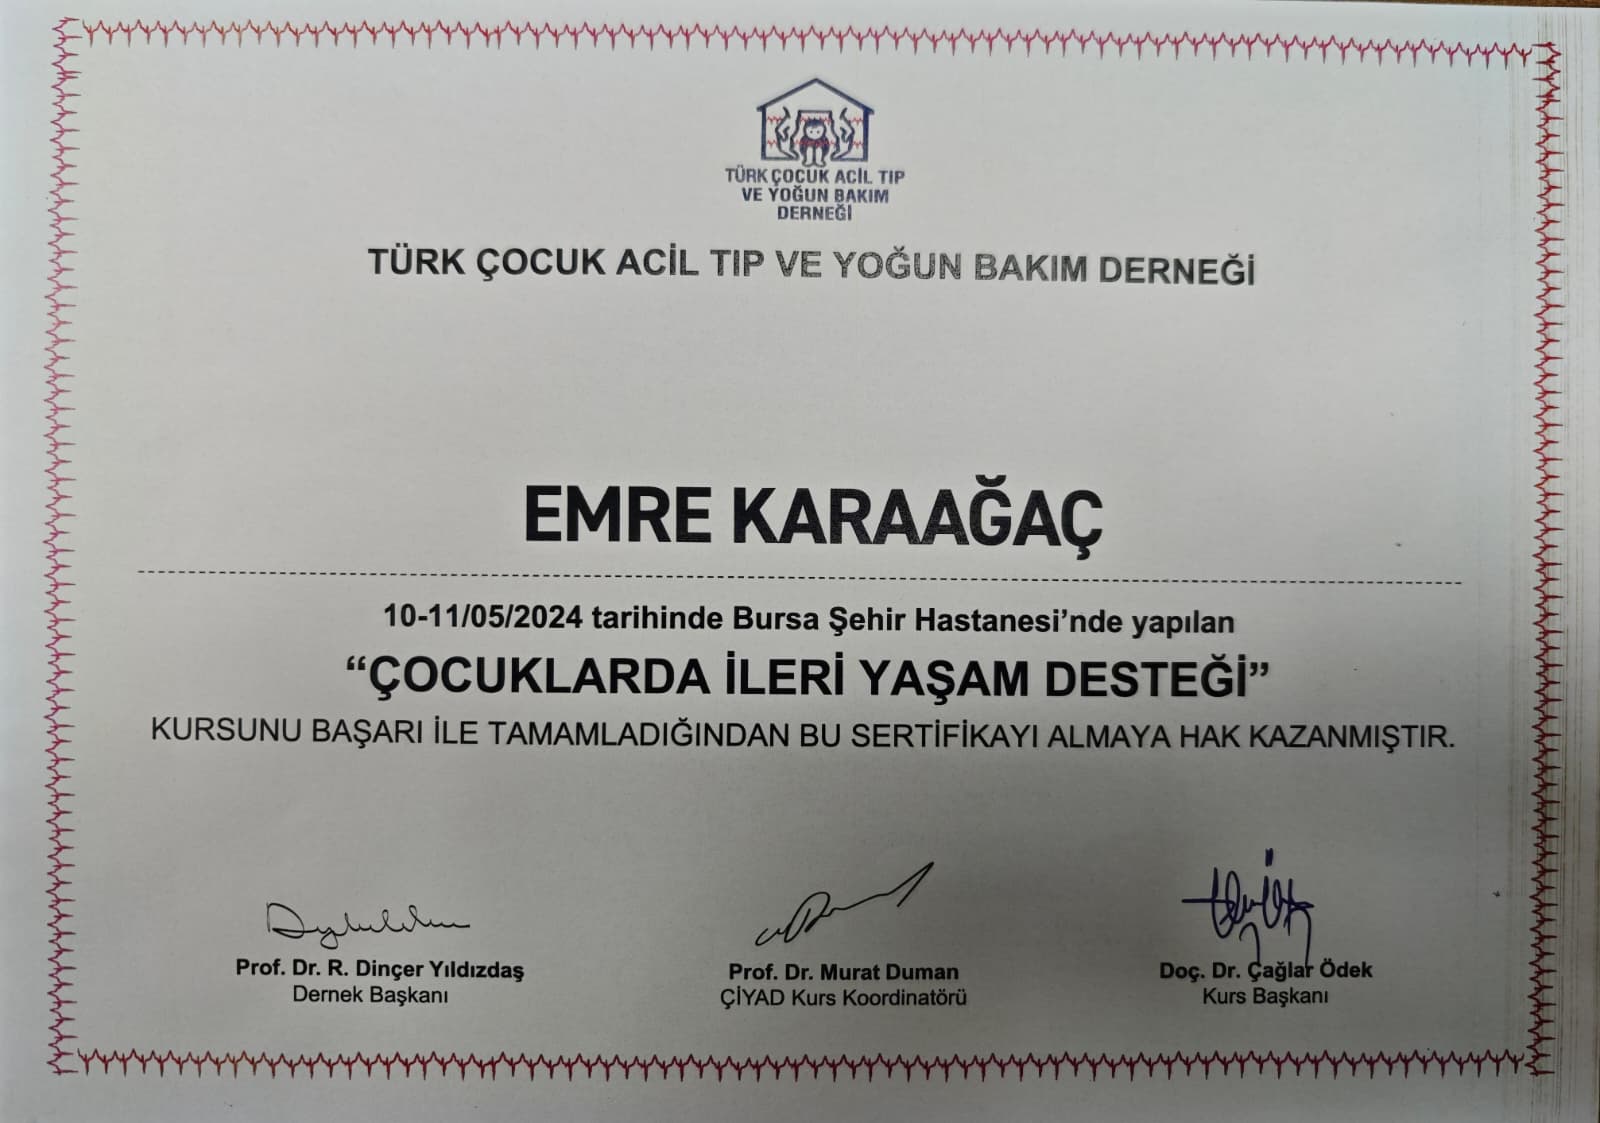 TÜRK ÇOCUK ACİL TIP
VE YOĞUN BAKIM
DERNEĞİ
TÜRK ÇOCUK ACİL TIP VE YOĞUN BAKIM DERNEĞİ
EMRE KARAAĞAÇ
10-11/05/2024 tarihinde Bursa Şehir Hastanesi’nde yapılan
“ÇOCUKLARDA İLERİ YAŞAM DESTEĞİ”
KURSUNU BAŞARI İLE TAMAMLADIĞINDAN BU SERTİFİKAYI ALMAYA HAK KAZANMIŞTIR.
Prof. Dr. R. Dinçer Yıldızdaş
Dernek Başkanı
Prof. Dr. Murat Duman
ÇİYAD Kurs Koordinatörü
Doç. Dr. Çağlar Ödek
Kurs Başkanı